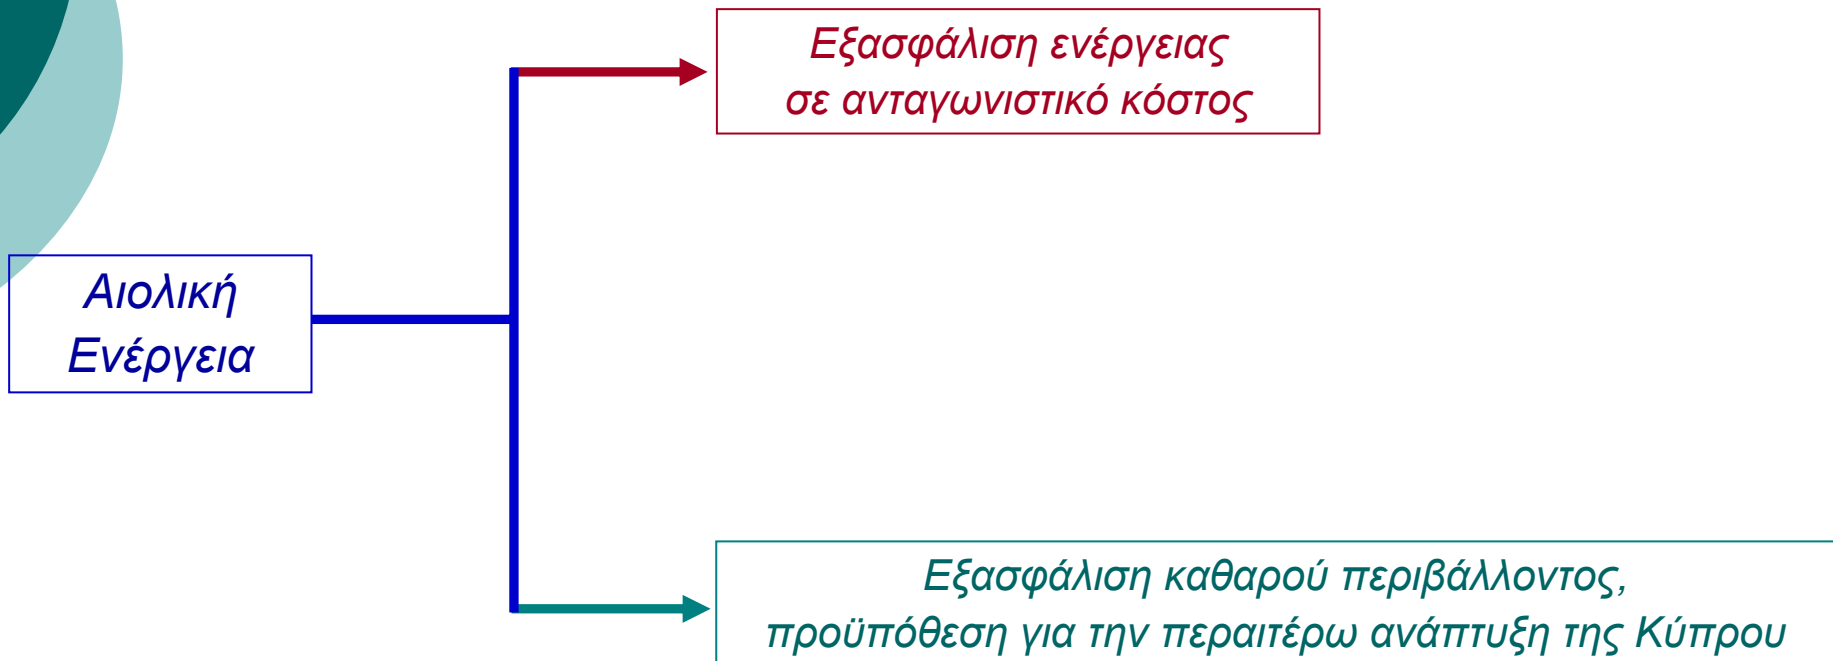 Εξασφάλιση ενέργειας
σε ανταγωνιστικό κόστος
Αιολική
Ενέργεια
Εξασφάλιση καθαρού περιβάλλοντος,
προϋπόθεση για την περαιτέρω ανάπτυξη της Κύπρου